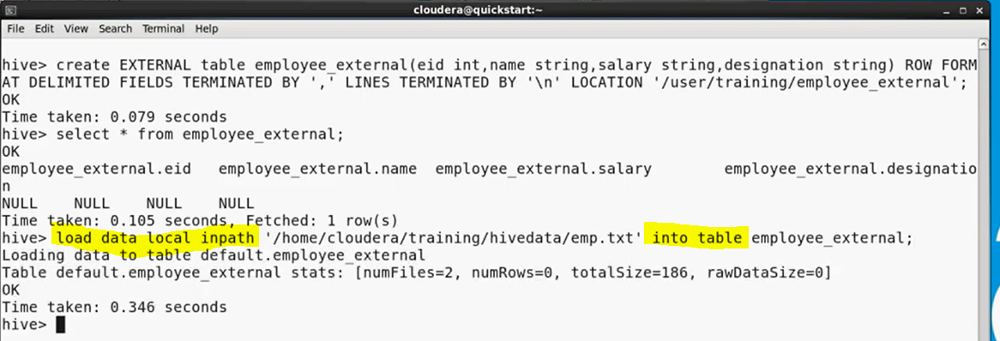 cloudera@quickstart:~
File Edit View Search Terminal Help
hive> create EXTERNAL table employee_external(eid int,name string,salary string,designation string) ROW FORM
AT DELIMITED FIELDS TERMINATED BY ',' LINES TERMINATED BY '\n' LOCATION '/user/training/employee_external';
OK
Time taken: 0.079 seconds
hive> select * from employee_external;
OK
employee_external.eid employee_external.name employee_external.salary employee_external.designatio
n
NULL NULL NULL NULL
Time taken: 0.105 seconds, Fetched: 1 row(s)
hive> load data local inpath '/home/cloudera/training/hivedata/emp.txt' into table employee_external;
Loading data to table default.employee_external
Table default.employee_external stats: [numFiles=2, numRows=0, totalSize=186, rawDataSize=0]
OK
Time taken: 0.346 seconds
hive>